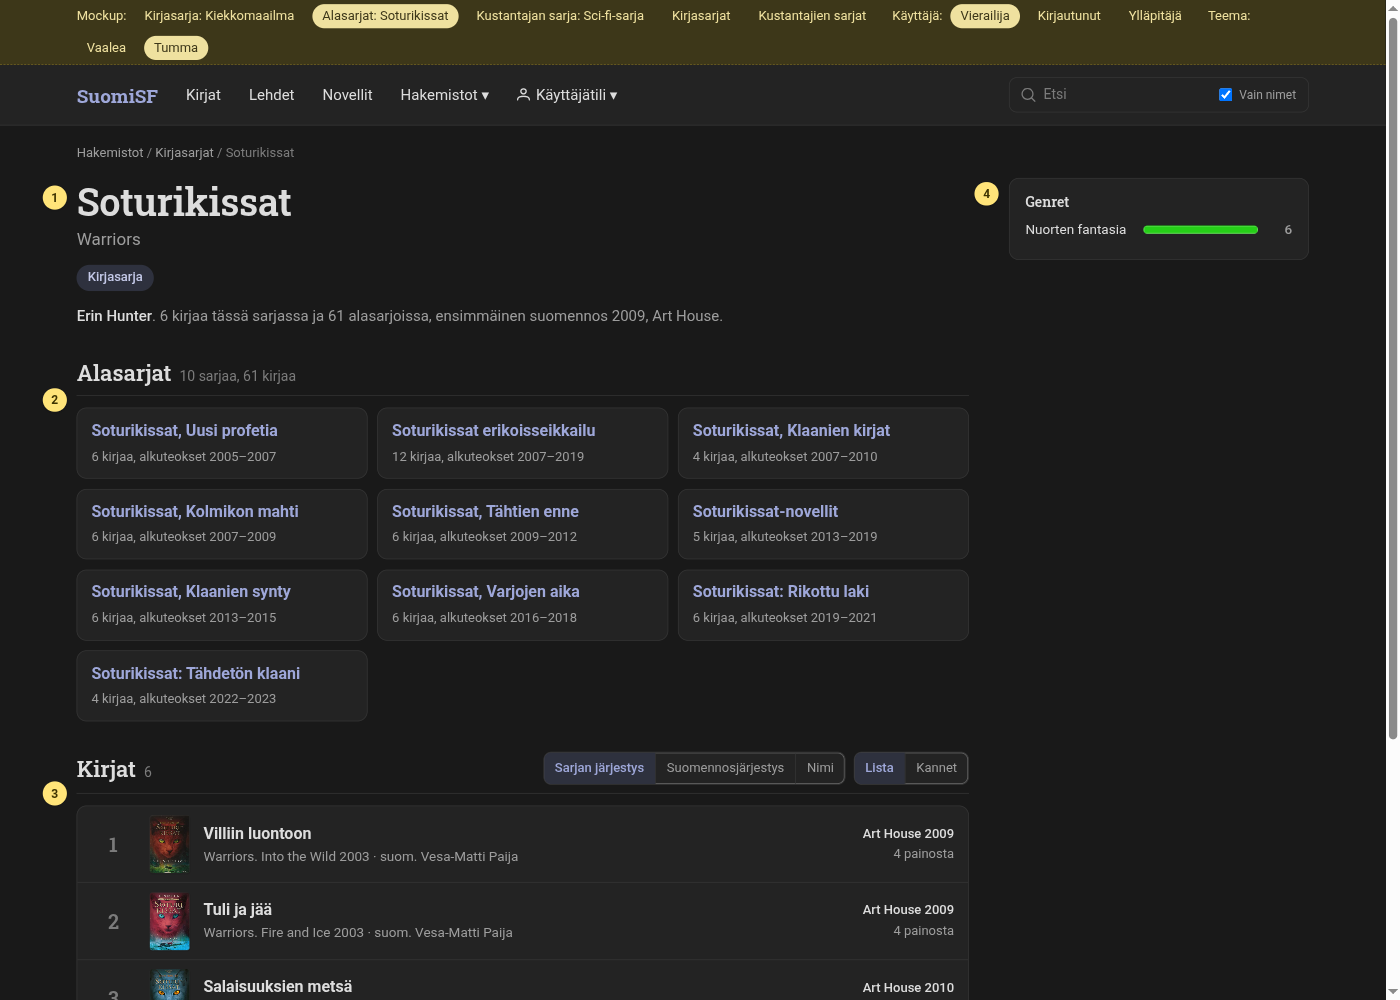 Mockup: Kirjasarja: Kiekkomaailma Alasarjat: Soturikissat Kustantajan sarja: Sci-fi-sarja Kirjasarjat Kustantajien sarjat Käyttäjä: Vierailija Kirjautunut Ylläpitäjä Teema:
Vaalea Tumma
SuomiSF Kirjat Lehdet Novellit Hakemistot ▾ Käyttäjätili ▾ Etsi Vain nimet
Hakemistot / Kirjasarjat / Soturikissat
1 Soturikissat
Warriors
Kirjasarja
Erin Hunter. 6 kirjaa tässä sarjassa ja 61 alasarjoissa, ensimmäinen suomennos 2009, Art House.
4 Genret
Nuorten fantasia 6
Alasarjat 10 sarjaa, 61 kirjaa
2
Soturikissat, Uusi profetia
6 kirjaa, alkuteokset 2005–2007
Soturikissat erikoisseikkailu
12 kirjaa, alkuteokset 2007–2019
Soturikissat, Klaanien kirjat
4 kirjaa, alkuteokset 2007–2010
Soturikissat, Kolmikon mahti
6 kirjaa, alkuteokset 2007–2009
Soturikissat, Tähtien enne
6 kirjaa, alkuteokset 2009–2012
Soturikissat-novellit
5 kirjaa, alkuteokset 2013–2019
Soturikissat, Klaanien synty
6 kirjaa, alkuteokset 2013–2015
Soturikissat, Varjojen aika
6 kirjaa, alkuteokset 2016–2018
Soturikissat: Rikottu laki
6 kirjaa, alkuteokset 2019–2021
Soturikissat: Tähdetön klaani
4 kirjaa, alkuteokset 2022–2023
Kirjat 6 Sarjan järjestys Suomennosjärjestys Nimi Lista Kannet
3
1 Villiin luontoon
Warriors. Into the Wild 2003 · suom. Vesa-Matti Paija
Art House 2009
4 painosta
2 Tuli ja jää
Warriors. Fire and Ice 2003 · suom. Vesa-Matti Paija
Art House 2009
4 painosta
3 Salaisuuksien metsä
Art House 2010